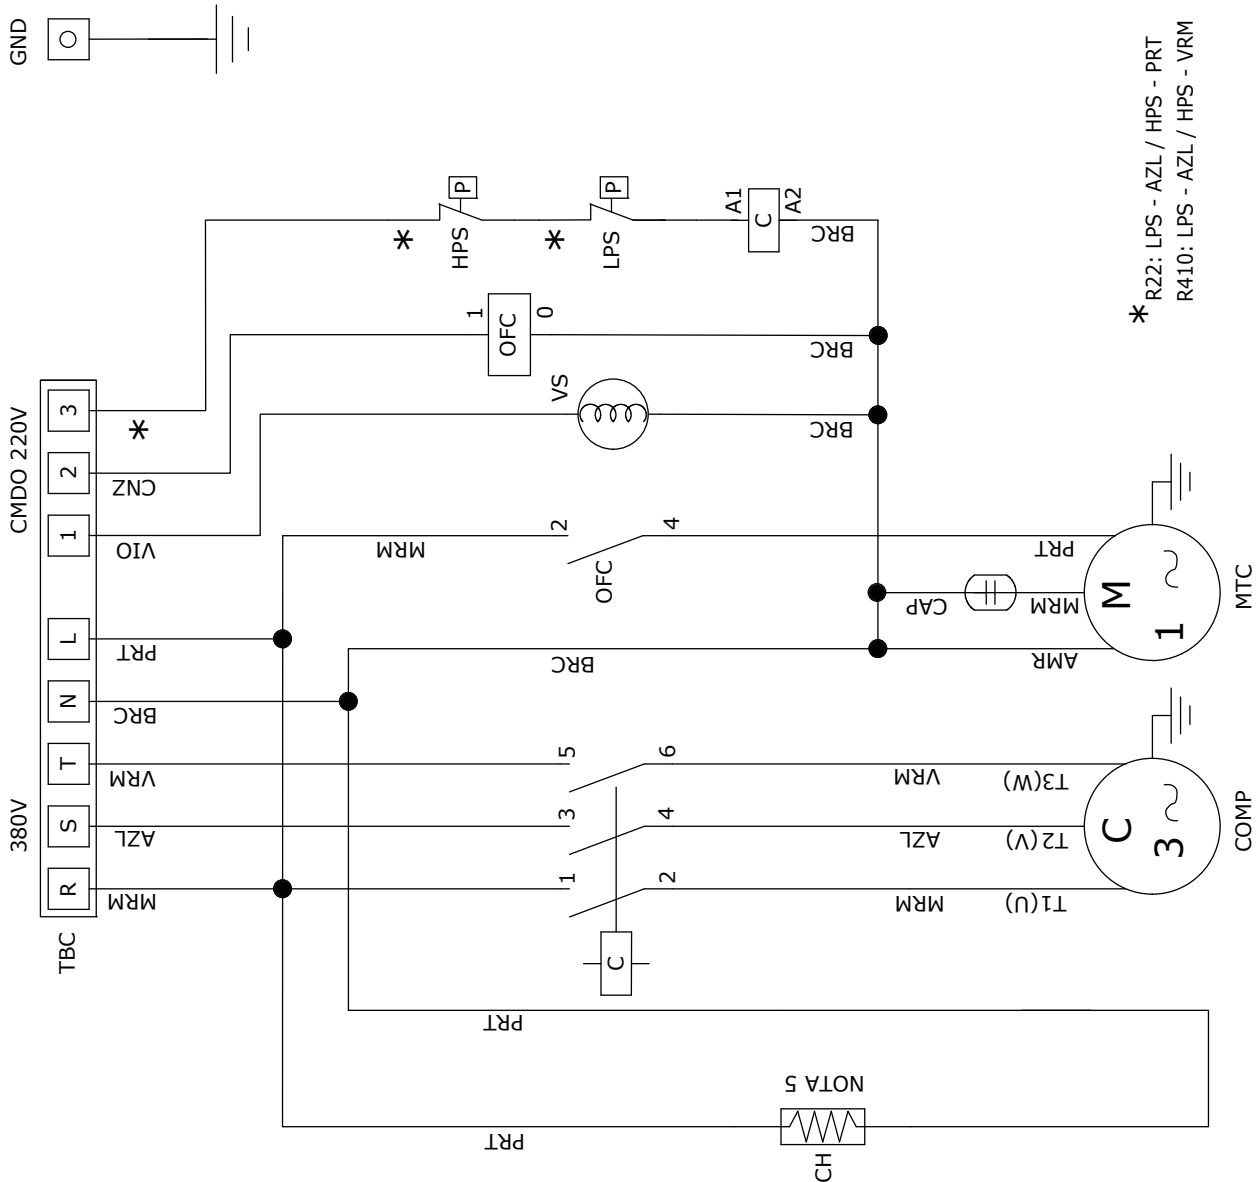 GND
CMDO 220V
380V
TBC
R
S
T
N
L
1
2
3
MRM
AZL
VRM
BRC
PRT
VIO
CNZ
*
*
HPS
P
*
LPS
P
A1
C
A2
BRC
1
OFC
0
BRC
VS
BRC
MRM
2
OFC
4
PRT
BRC
CAP
MRM
AMR
M
1
MTC
5
6
3
4
1
2
C
VRM
T3(W)
AZL
T2(V)
MRM
T1(U)
C
3
COMP
PRT
PRT
NOTA 5
CH
* R22: LPS - AZL / HPS - PRT
R410: LPS - AZL / HPS - VRM